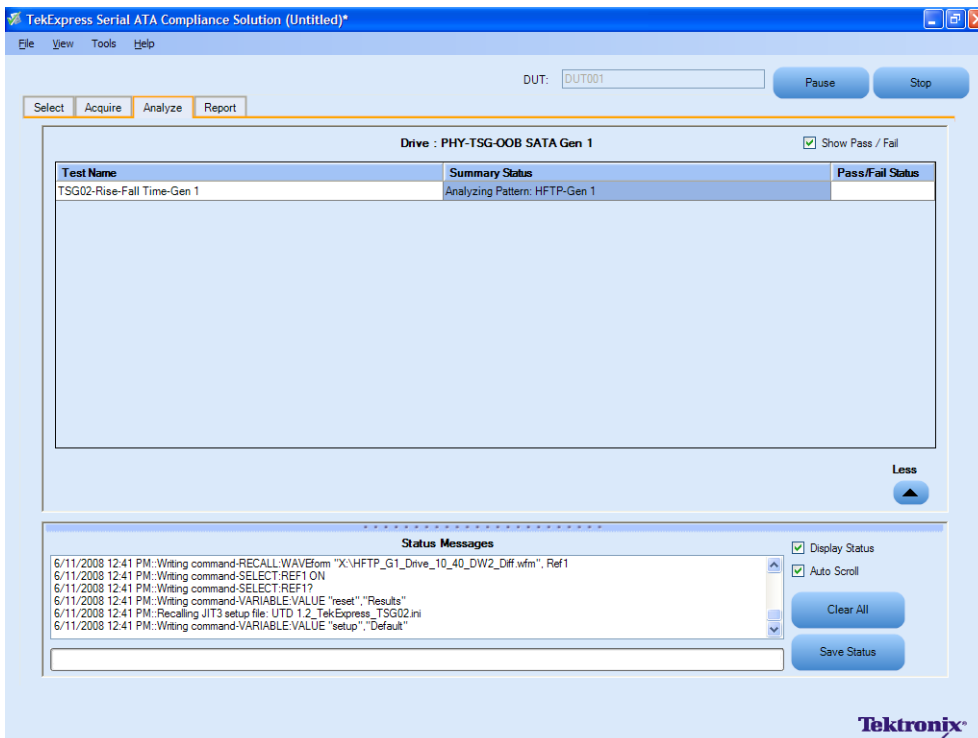 TekExpress Serial ATA Compliance Solution (Untitled)*
File View Tools Help
DUT: DUT001 Pause Stop
Select Acquire Analyze Report
Drive : PHY-TSG-OOB SATA Gen 1 Show Pass / Fail
Test Name Summary Status Pass/Fail Status
TSG02-Rise-Fall Time-Gen 1 Analyzing Pattern: HFTP-Gen 1
Less
Status Messages
Display Status
Auto Scroll
6/11/2008 12:41 PM::Writing command-RECALL:WAVEform "X:\HFTP_G1_Drive_10_40_DW2_Diff.wfm", Ref1
6/11/2008 12:41 PM::Writing command-SELECT:REF1 ON
6/11/2008 12:41 PM::Writing command-SELECT:REF1?
6/11/2008 12:41 PM::Writing command-VARIABLE:VALUE "reset","Results"
6/11/2008 12:41 PM::Recalling JIT3 setup file: UTD 1.2_TekExpress_TSG02.ini
6/11/2008 12:41 PM::Writing command-VARIABLE:VALUE "setup","Default"
Clear All
Save Status
Tektronix